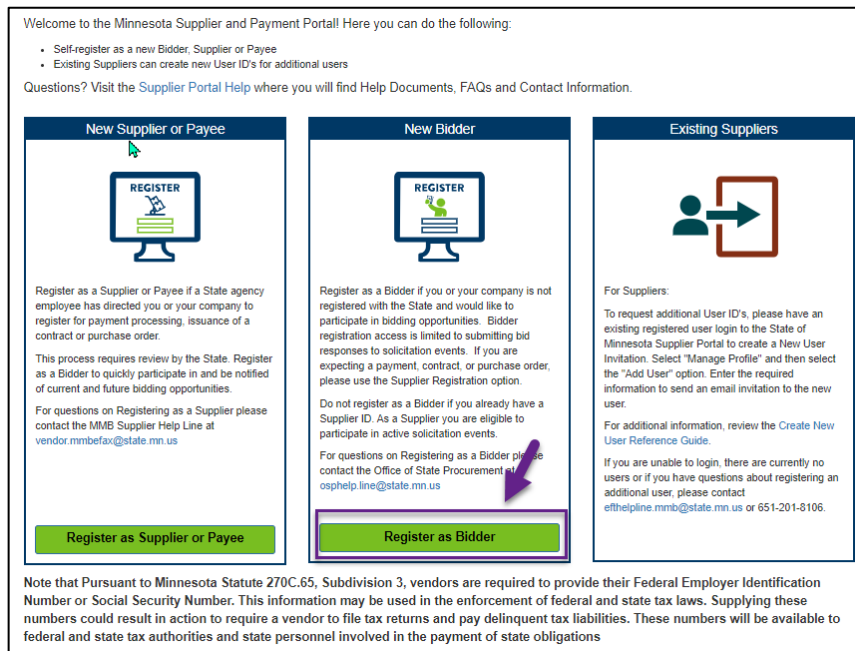 Welcome to the Minnesota Supplier and Payment Portal! Here you can do the following:
• Self-register as a new Bidder, Supplier or Payee
• Existing Suppliers can create new User ID's for additional users
Questions? Visit the Supplier Portal Help where you will find Help Documents, FAQs and Contact Information.
New Supplier or Payee
REGISTER
Register as a Supplier or Payee if a State agency
employee has directed you or your company to
register for payment processing, issuance of a
contract or purchase order.
This process requires review by the State. Register
as a Bidder to quickly participate in and be notified
of current and future bidding opportunities.
For questions on Registering as a Supplier please
contact the MMB Supplier Help Line at
vendor.mmbefax@state.mn.us
Register as Supplier or Payee
New Bidder
REGISTER
Register as a Bidder if you or your company is not
registered with the State and would like to
participate in bidding opportunities. Bidder
registration access is limited to submitting bid
responses to solicitation events. If you are
expecting a payment, contract, or purchase order,
please use the Supplier Registration option.
Do not register as a Bidder if you already have a
Supplier ID. As a Supplier you are eligible to
participate in active solicitation events.
For questions on Registering as a Bidder please
contact the Office of State Procurement at
osphelp.line@state.mn.us
Register as Bidder
Existing Suppliers
For Suppliers:
To request additional User ID's, please have an
existing registered user login to the State of
Minnesota Supplier Portal to create a New User
Invitation. Select "Manage Profile" and then select
the "Add User" option. Enter the required
information to send an email invitation to the new
user.
For additional information, review the Create New
User Reference Guide.
If you are unable to login, there are currently no
users or if you have questions about registering an
additional user, please contact
efthelpline.mmb@state.mn.us or 651-201-8106.
Note that Pursuant to Minnesota Statute 270C.65, Subdivision 3, vendors are required to provide their Federal Employer Identification
Number or Social Security Number. This information may be used in the enforcement of federal and state tax laws. Supplying these
numbers could result in action to require a vendor to file tax returns and pay delinquent tax liabilities. These numbers will be available to
federal and state tax authorities and state personnel involved in the payment of state obligations